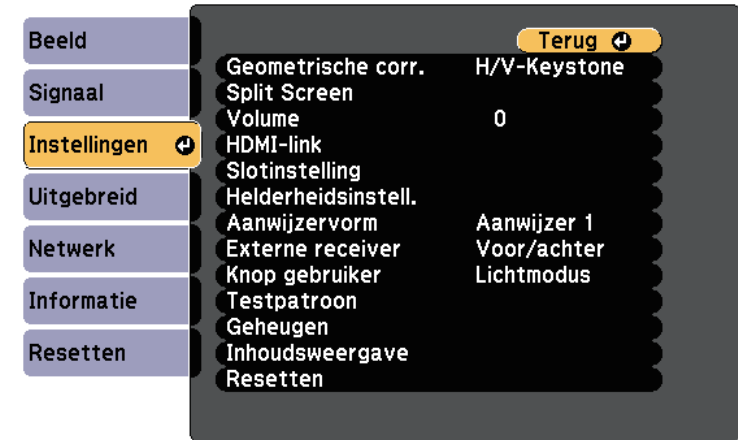 Beeld
Signaal
Instellingen
Uitgebreid
Netwerk
Informatie
Resetten
Terug
Geometrische corr. H/V-Keystone
Split Screen
Volume 0
HDMI-link
Slotinstelling
Helderheidsinstell.
Aanwijzervorm Aanwijzer 1
Externe receiver Voor/achter
Knop gebruiker Lichtmodus
Testpatroon
Geheugen
Inhoudsweergave
Resetten